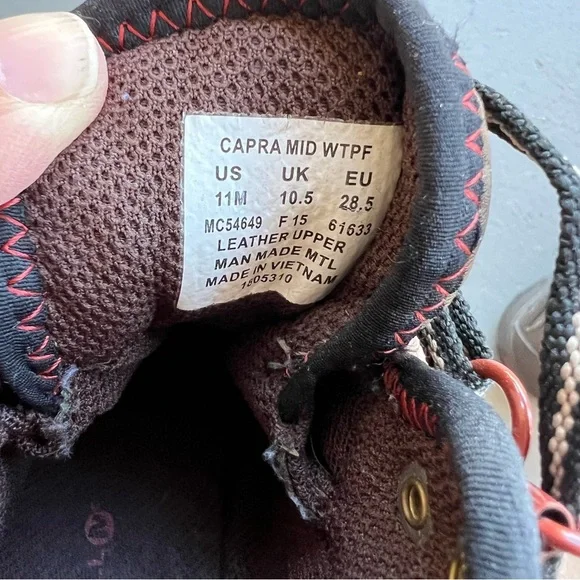 CAPRA MID WTPF
US UK EU
11M 10.5 28.5
MC54649 F 15 61633
LEATHER UPPER
MAN MADE MTL
MADE IN VIETNAM
1805310